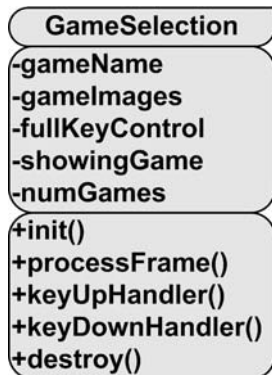 GameSelection
-gameName
-gameImages
-fullKeyControl
-showingGame
-numGames
+init()
+processFrame()
+keyUpHandler()
+keyDownHandler()
+destroy()